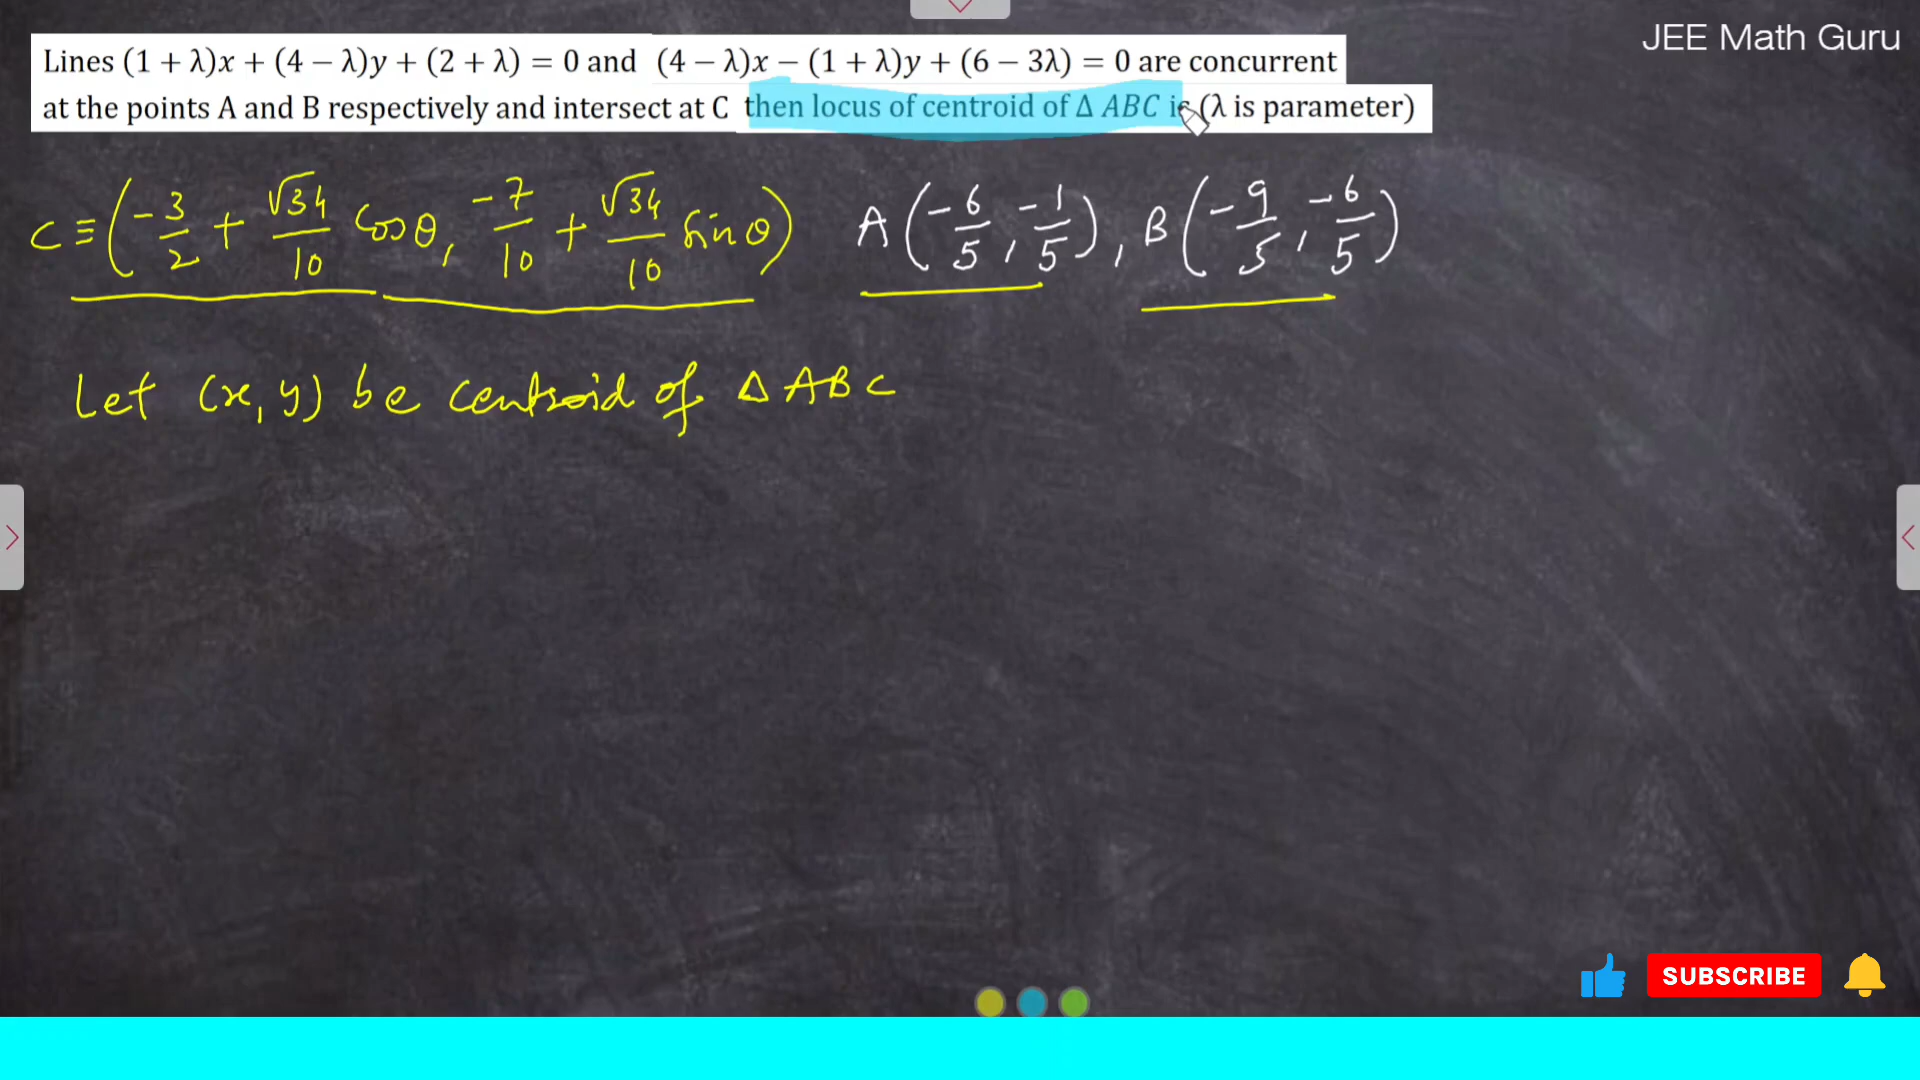 JEE Math Guru
Lines (1 + λ)x + (4 − λ)y + (2 + λ) = 0 and (4 − λ)x − (1 + λ)y + (6 − 3λ) = 0 are concurrent
at the points A and B respectively and intersect at C then locus of centroid of Δ ABC is (λ is parameter)
C ≡ (-3/2 + √34/10 cosθ, -7/10 + √34/10 sinθ) A(-6/5, -1/5), B(-9/5, -6/5)
Let (x, y) be centroid of Δ ABC
SUBSCRIBE